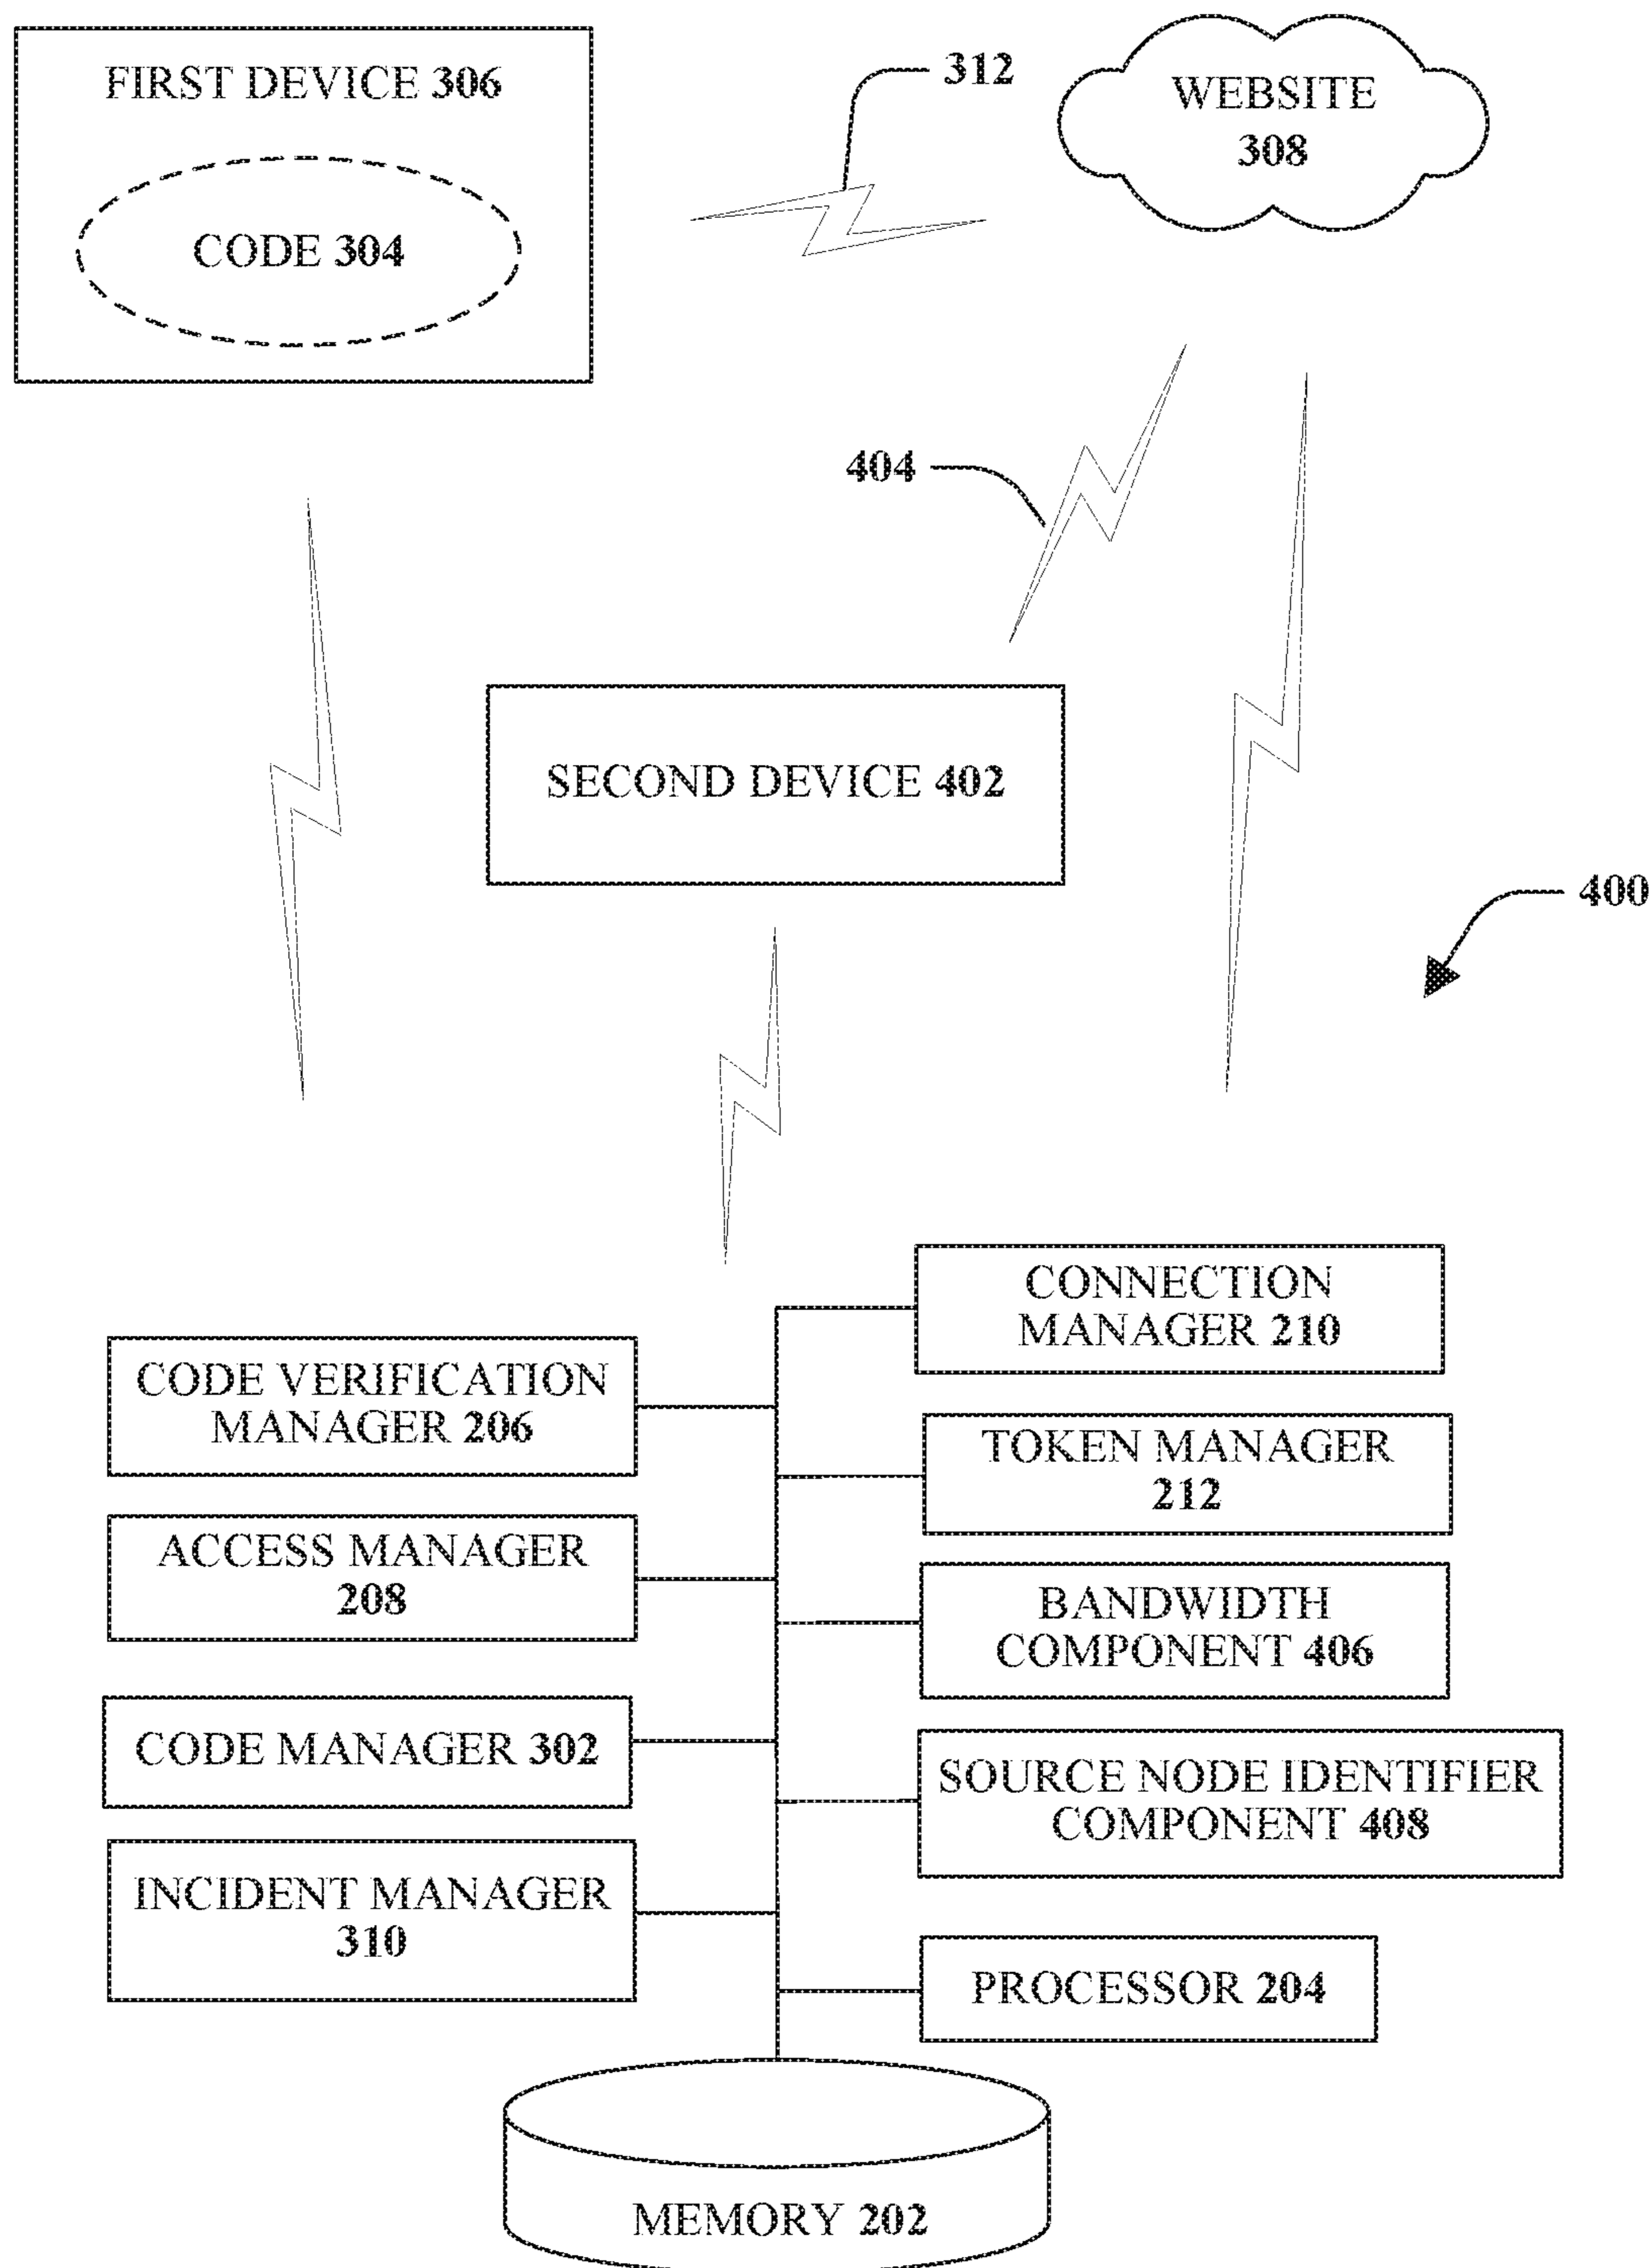 FIRST DEVICE 306
312
WEBSITE
308
CODE 304
404
SECOND DEVICE 402
400
CONNECTION
MANAGER 210
CODE VERIFICATION
MANAGER 206
TOKEN MANAGER
212
ACCESS MANAGER
208
BANDWIDTH
COMPONENT 406
CODE MANAGER 302
SOURCE NODE IDENTIFIER
COMPONENT 408
INCIDENT MANAGER
310
PROCESSOR 204
MEMORY 202